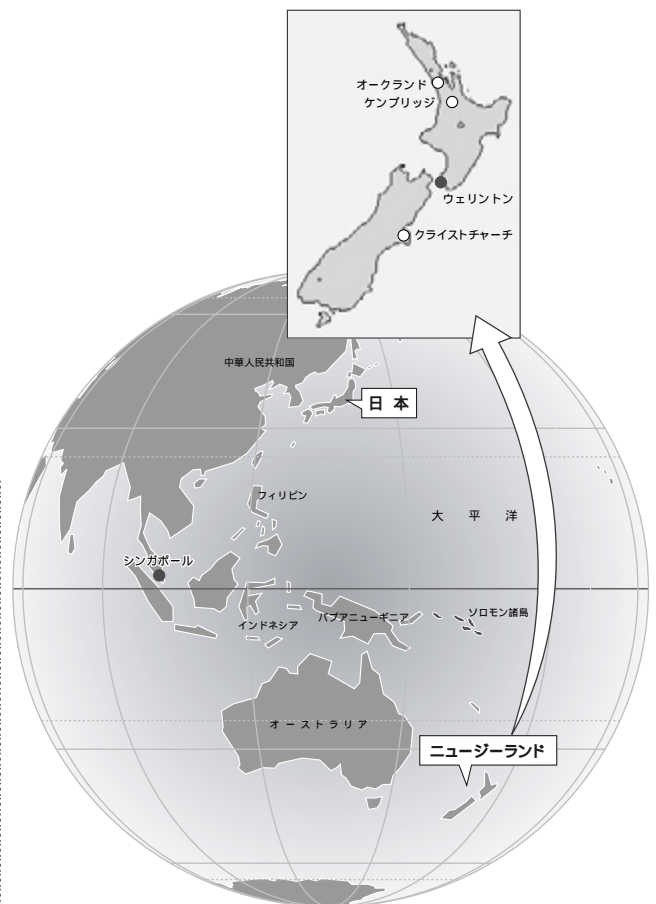 オークランド
ケンブリッジ
ウェリントン
クライストチャーチ
中華人民共和国
日 本
フィリピン
大 平 洋
シンガポール
インドネシア
パプアニューギニア
ソロモン諸島
オーストラリア
ニュージーランド